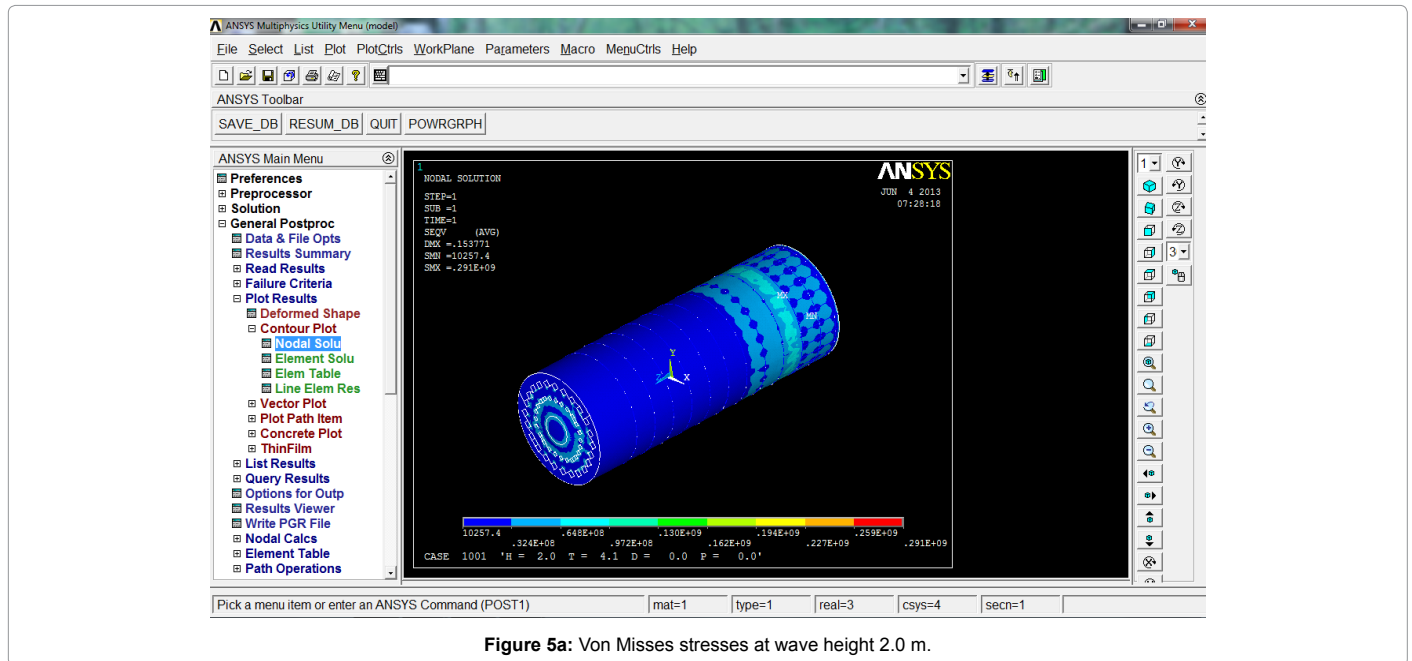 ANSYS Multiphysics Utility Menu (model)
File Select List Plot PlotCtrls WorkPlane Parameters Macro MenuCtrls Help
ANSYS Toolbar
SAVE_DB RESUM_DB QUIT POWRGRPH
ANSYS Main Menu
Preferences
Preprocessor
Solution
General Postproc
Data & File Opts
Results Summary
Read Results
Failure Criteria
Plot Results
Deformed Shape
Contour Plot
Nodal Solu
Element Solu
Elem Table
Line Elem Res
Vector Plot
Plot Path Item
Concrete Plot
ThinFilm
List Results
Query Results
Options for Outp
Results Viewer
Write PGR File
Nodal Calcs
Element Table
Path Operations
1
NODAL SOLUTION
STEP=1
SUB =1
TIME=1
SEQV (AVG)
DMX =.153771
SMN =10257.4
SMX =.291E+09
ANSYS
JUN 4 2013
07:28:18
MX
MN
Y
Z X
10257.4 .648E+08 .130E+09 .194E+09 .259E+09
.324E+08 .972E+08 .162E+09 .227E+09 .291E+09
CASE 1001 'H = 2.0 T = 4.1 D = 0.0 P = 0.0'
1
3
Pick a menu item or enter an ANSYS Command (POST1) mat=1 type=1 real=3 csys=4 secn=1
Figure 5a: Von Misses stresses at wave height 2.0 m.